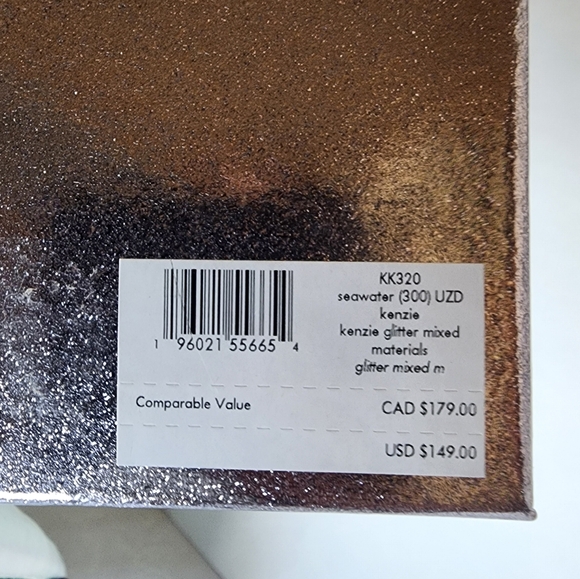 KK320
seawater (300) UZD
kenzie
kenzie glitter mixed
materials
glitter mixed m
1 96021 55665 4
Comparable Value
CAD $179.00
USD $149.00